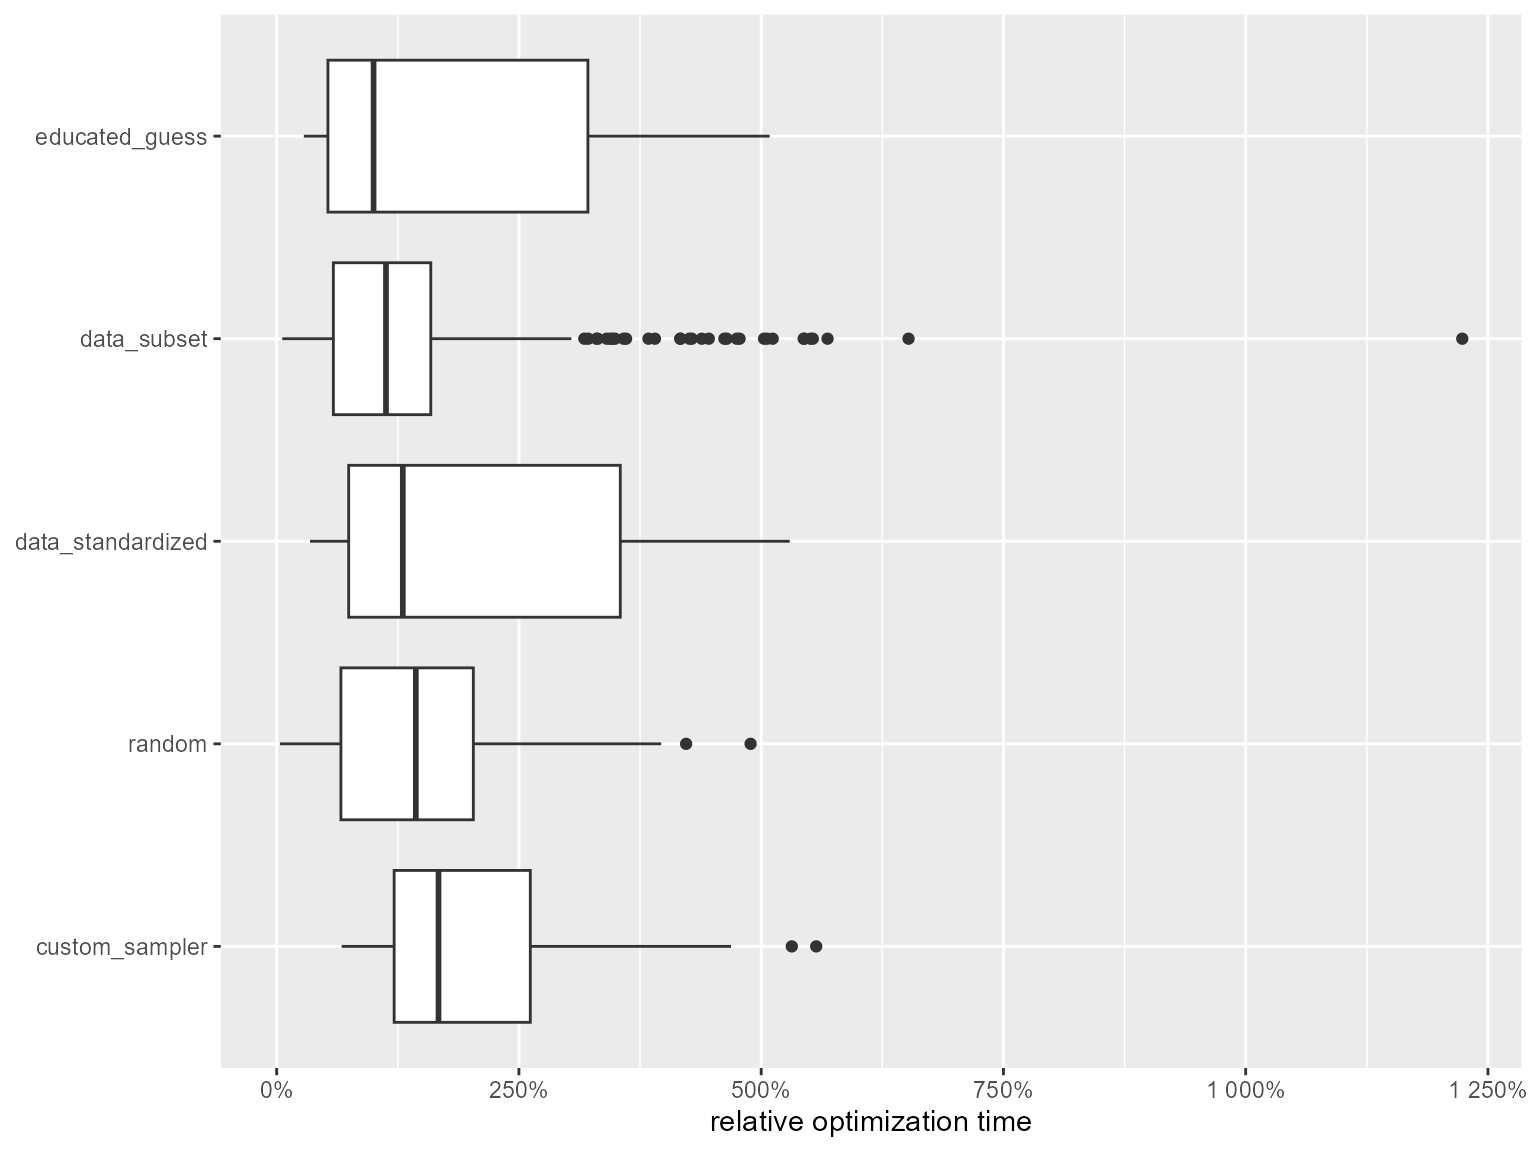 educated_guess
data_subset
data_standardized
random
custom_sampler
0% 250% 500% 750% 1 000% 1 250%
relative optimization time